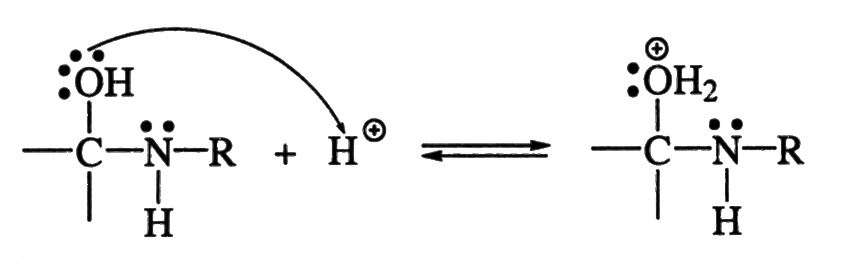 :OH H ⊕ ⊕ :OH₂
—C—N—R + H⊕ ⇌ —C—N—R
H H